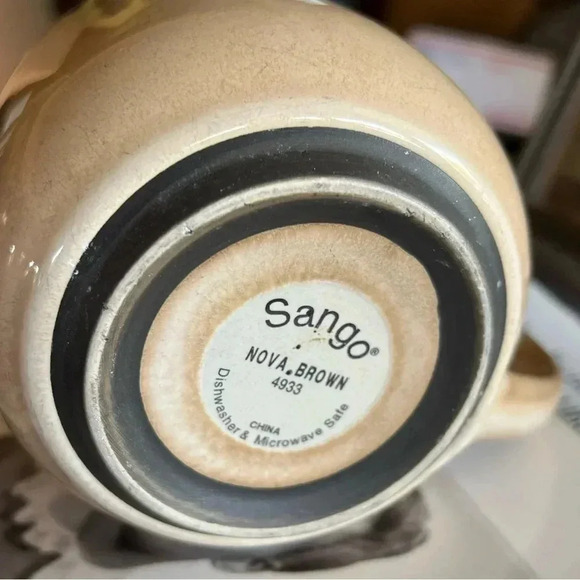 Sango®
NOVA BROWN
4933
CHINA
Dishwasher & Microwave Safe